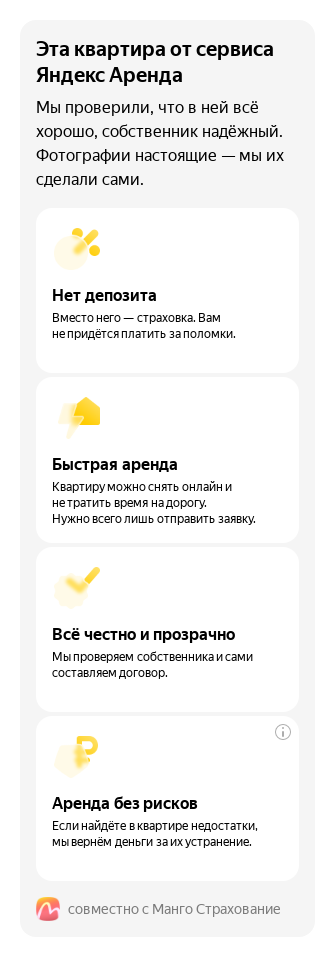 Эта квартира от сервиса
Яндекс Аренда
Мы проверили, что в ней всё
хорошо, собственник надёжный.
Фотографии настоящие — мы их
сделали сами.
Нет депозита
Вместо него — страховка. Вам
не придётся платить за поломки.
Быстрая аренда
Квартиру можно снять онлайн и
не тратить время на дорогу.
Нужно всего лишь отправить заявку.
Всё честно и прозрачно
Мы проверяем собственника и сами
составляем договор.
Аренда без рисков
Если найдёте в квартире недостатки,
мы вернём деньги за их устранение.
совместно с Манго Страхование